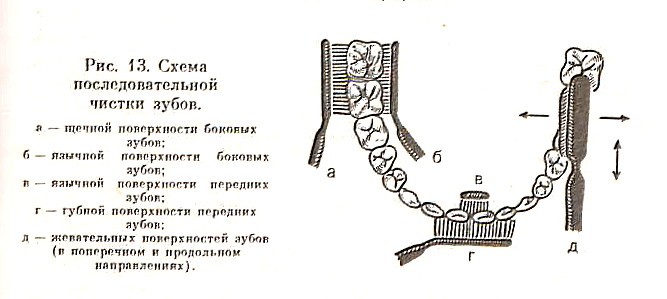 Рис. 13. Схема
последовательной
чистки зубов.
а — щечной поверхности боковых
зубов;
б — язычной поверхности боковых
зубов;
в — язычной поверхности передних
зубов;
г — губной поверхности передних
зубов;
д — жевательных поверхностей зубов
(в поперечном и продольном
направлениях).
а
б
в
г
д